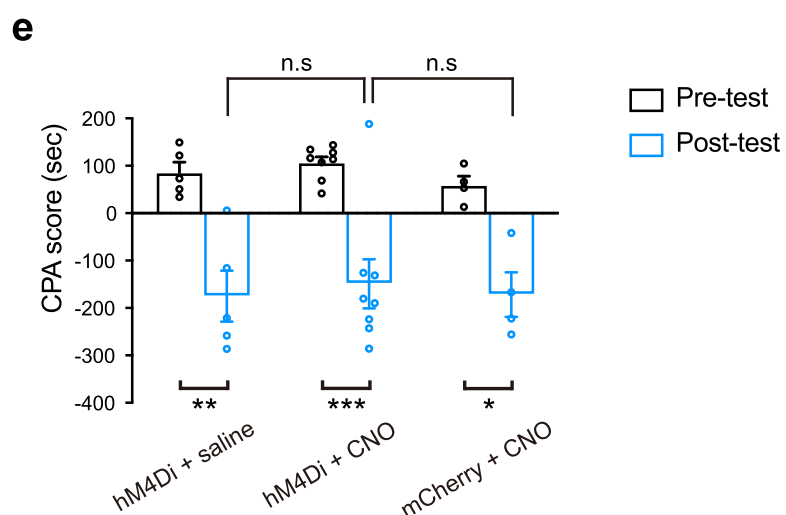 e
n.s
n.s
Pre-test
Post-test
CPA score (sec)
200
100
0
-100
-200
-300
-400
**
***
*
hM4Di + saline
hM4Di + CNO
mCherry + CNO